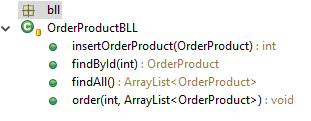 bll
OrderProductBLL
insertOrderProduct(OrderProduct) : int
findById(int) : OrderProduct
findAll() : ArrayList<OrderProduct>
order(int, ArrayList<OrderProduct>) : void